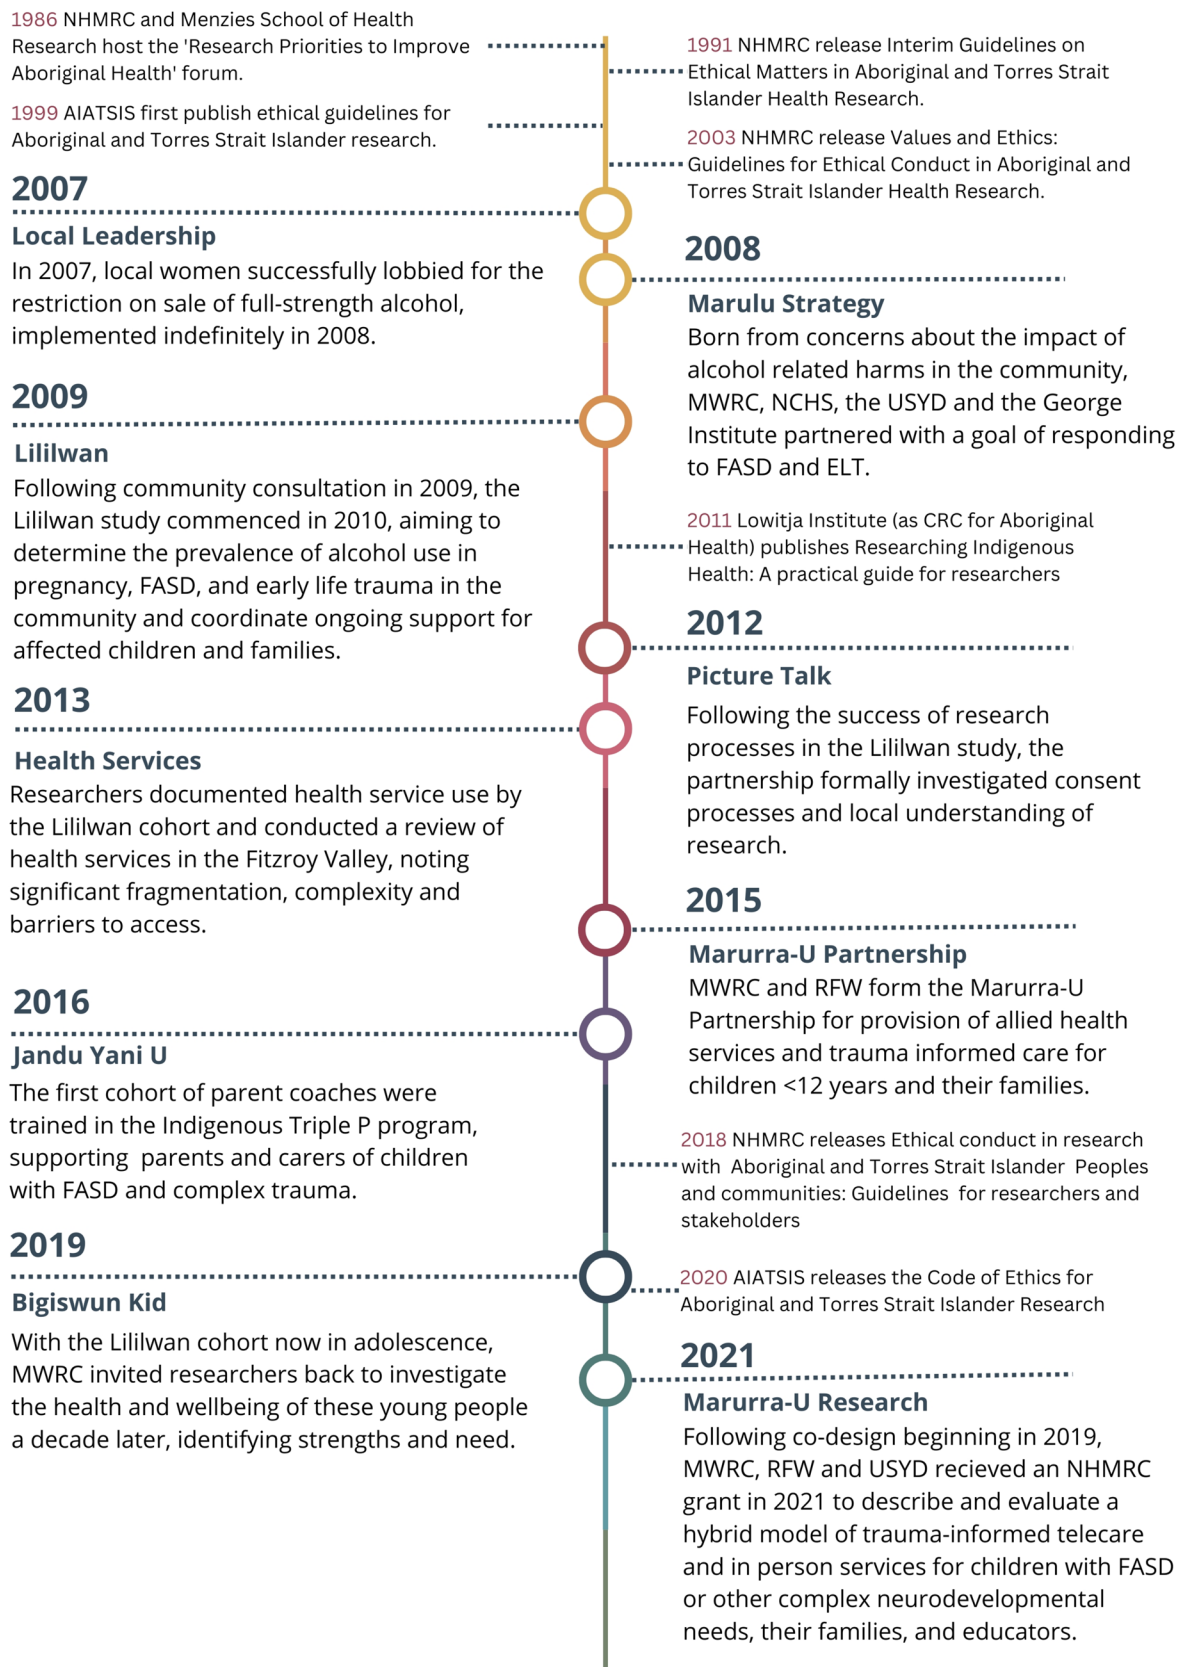 1986 NHMRC and Menzies School of Health
Research host the 'Research Priorities to Improve
Aboriginal Health' forum.
1991 NHMRC release Interim Guidelines on
Ethical Matters in Aboriginal and Torres Strait
Islander Health Research.
1999 AIATSIS first publish ethical guidelines for
Aboriginal and Torres Strait Islander research.
2003 NHMRC release Values and Ethics:
Guidelines for Ethical Conduct in Aboriginal and
Torres Strait Islander Health Research.
2007
Local Leadership
In 2007, local women successfully lobbied for the
restriction on sale of full-strength alcohol,
implemented indefinitely in 2008.
2008
Marulu Strategy
Born from concerns about the impact of
alcohol related harms in the community,
MWRC, NCHS, the USYD and the George
Institute partnered with a goal of responding
to FASD and ELT.
2009
Lililwan
Following community consultation in 2009, the
Lililwan study commenced in 2010, aiming to
determine the prevalence of alcohol use in
pregnancy, FASD, and early life trauma in the
community and coordinate ongoing support for
affected children and families.
2011 Lowitja Institute (as CRC for Aboriginal
Health) publishes Researching Indigenous
Health: A practical guide for researchers
2012
Picture Talk
Following the success of research
processes in the Lililwan study, the
partnership formally investigated consent
processes and local understanding of
research.
2013
Health Services
Researchers documented health service use by
the Lililwan cohort and conducted a review of
health services in the Fitzroy Valley, noting
significant fragmentation, complexity and
barriers to access.
2015
Marurra-U Partnership
MWRC and RFW form the Marurra-U
Partnership for provision of allied health
services and trauma informed care for
children <12 years and their families.
2016
Jandu Yani U
The first cohort of parent coaches were
trained in the Indigenous Triple P program,
supporting  parents and carers of children
with FASD and complex trauma.
2018 NHMRC releases Ethical conduct in research
with  Aboriginal and Torres Strait Islander  Peoples
and communities: Guidelines  for researchers and
stakeholders
2019
Bigiswun Kid
With the Lililwan cohort now in adolescence,
MWRC invited researchers back to investigate
the health and wellbeing of these young people
a decade later, identifying strengths and need.
2020 AIATSIS releases the Code of Ethics for
Aboriginal and Torres Strait Islander Research
2021
Marurra-U Research
Following co-design beginning in 2019,
MWRC, RFW and USYD recieved an NHMRC
grant in 2021 to describe and evaluate a
hybrid model of trauma-informed telecare
and in person services for children with FASD
or other complex neurodevelopmental
needs, their families, and educators.